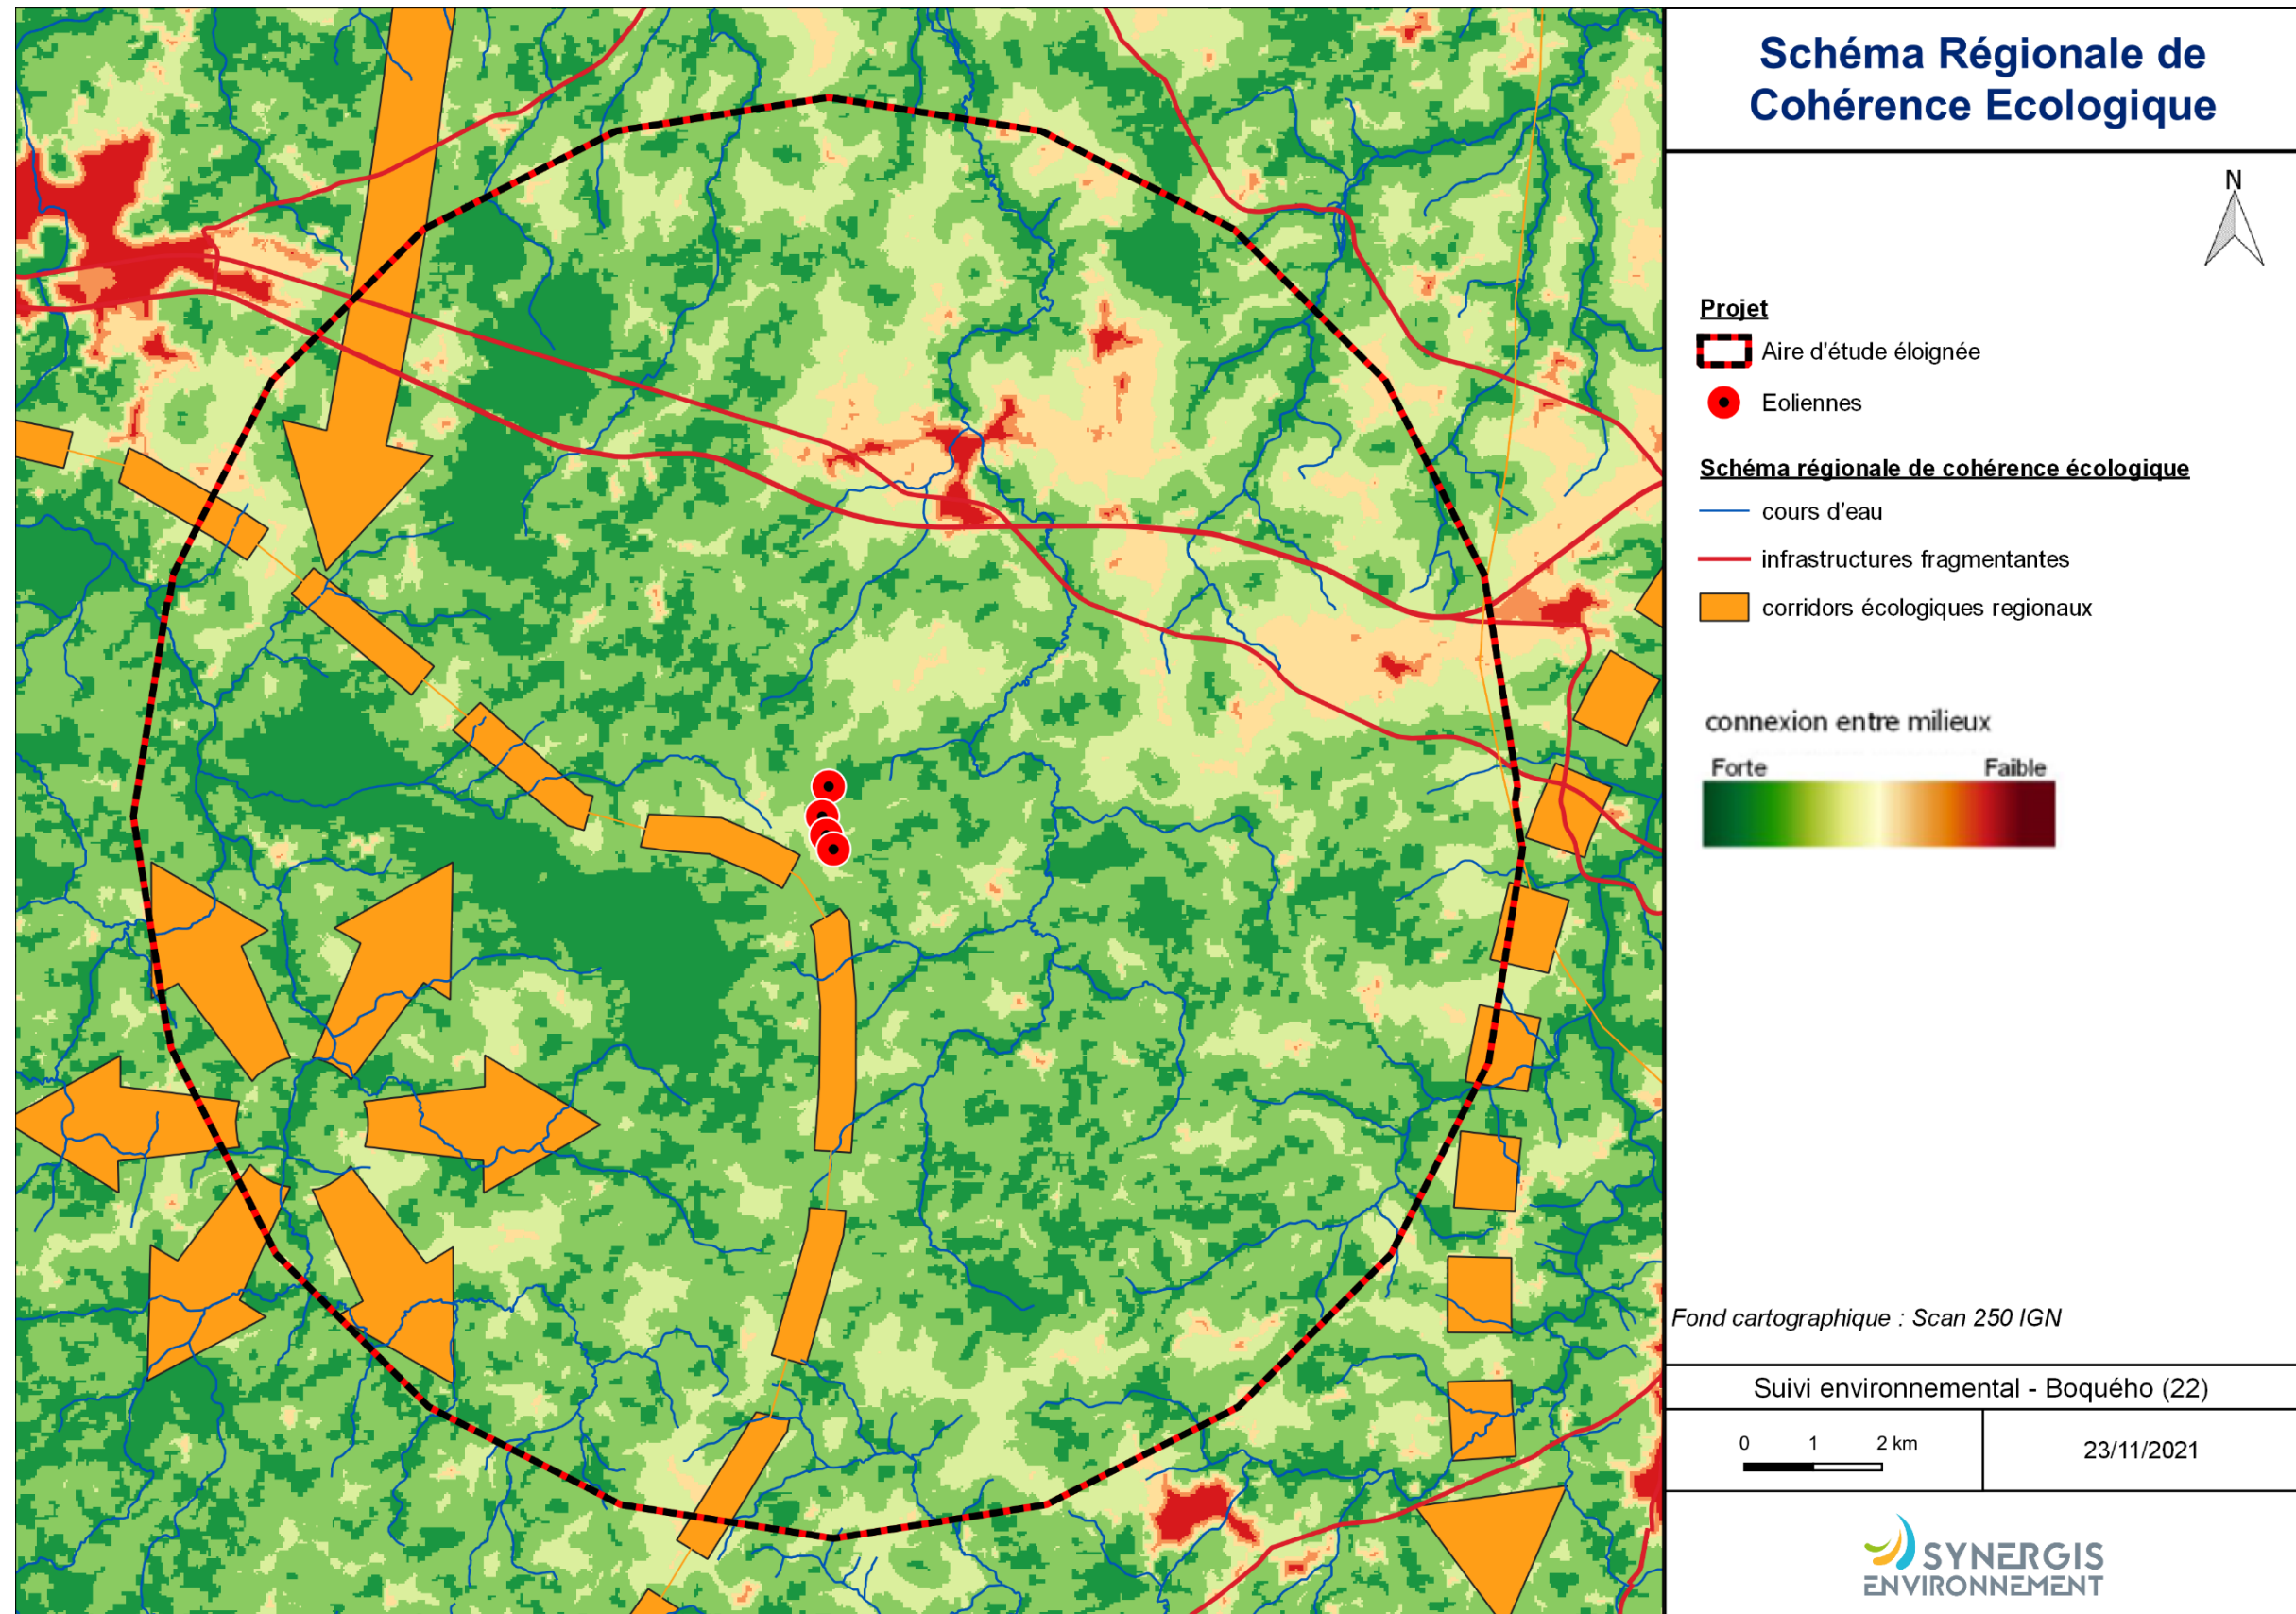 Schéma Régionale de
Cohérence Ecologique
N
Projet
Aire d'étude éloignée
Eoliennes
Schéma régionale de cohérence écologique
cours d'eau
infrastructures fragmentantes
corridors écologiques regionaux
connexion entre milieux
Forte Faible
Fond cartographique : Scan 250 IGN
Suivi environnemental - Boquého (22)
0 1 2 km
23/11/2021
SYNERGIS
ENVIRONNEMENT